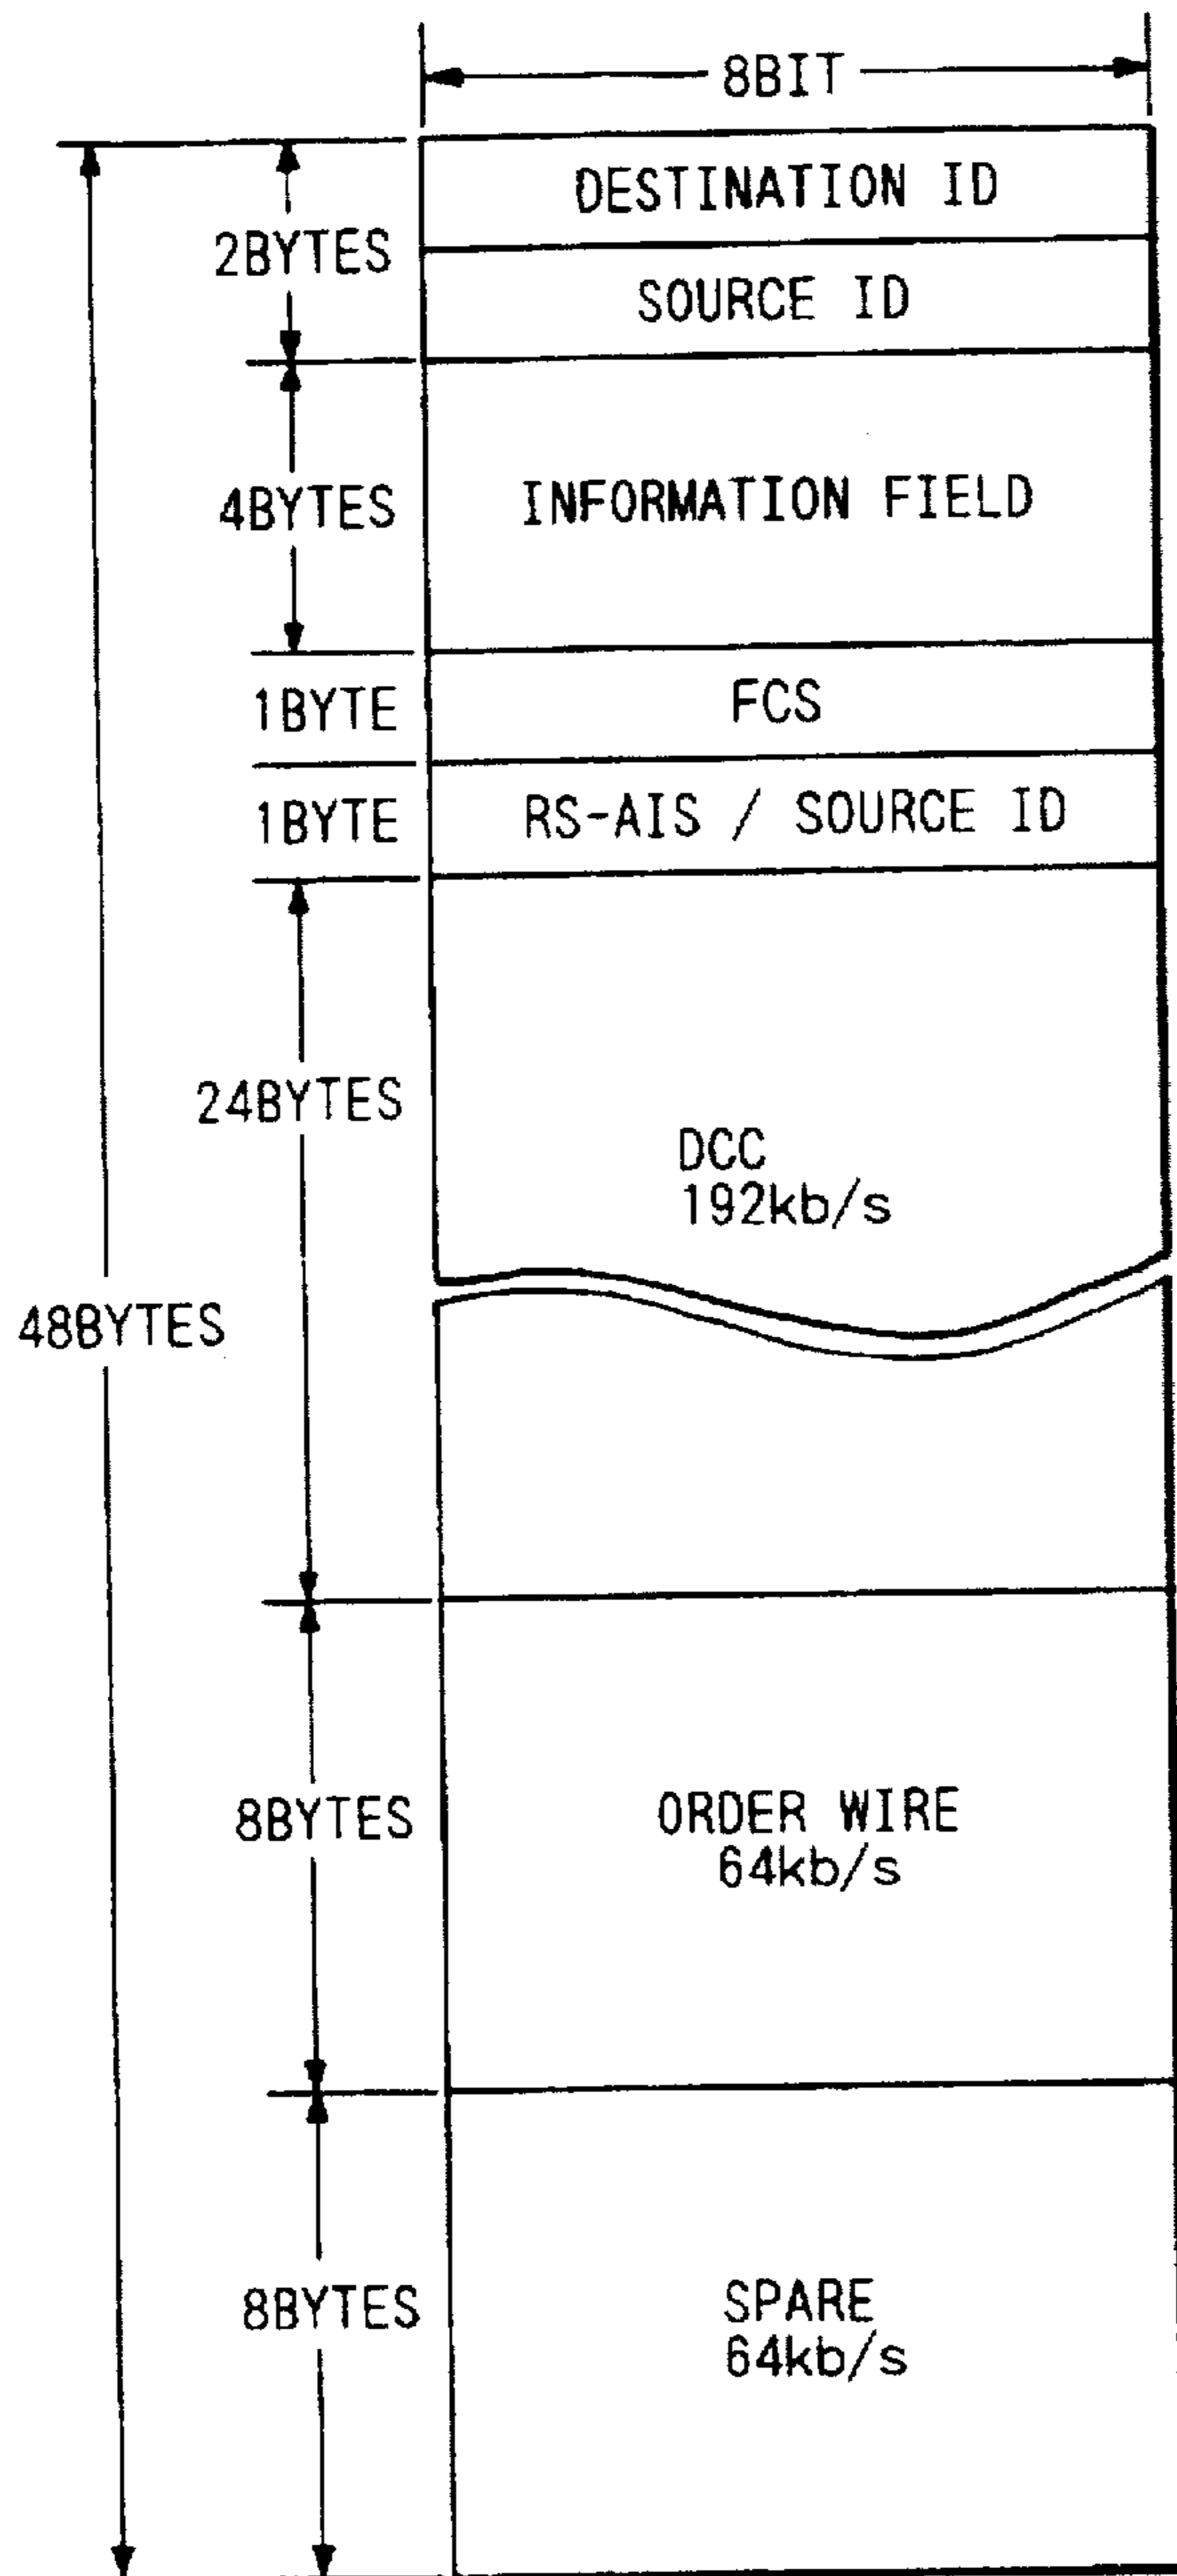 8BIT
DESTINATION ID
2BYTES
SOURCE ID
4BYTES
INFORMATION FIELD
1BYTE
FCS
1BYTE
RS-AIS / SOURCE ID
24BYTES
DCC
192kb/s
48BYTES
8BYTES
ORDER WIRE
64kb/s
8BYTES
SPARE
64kb/s